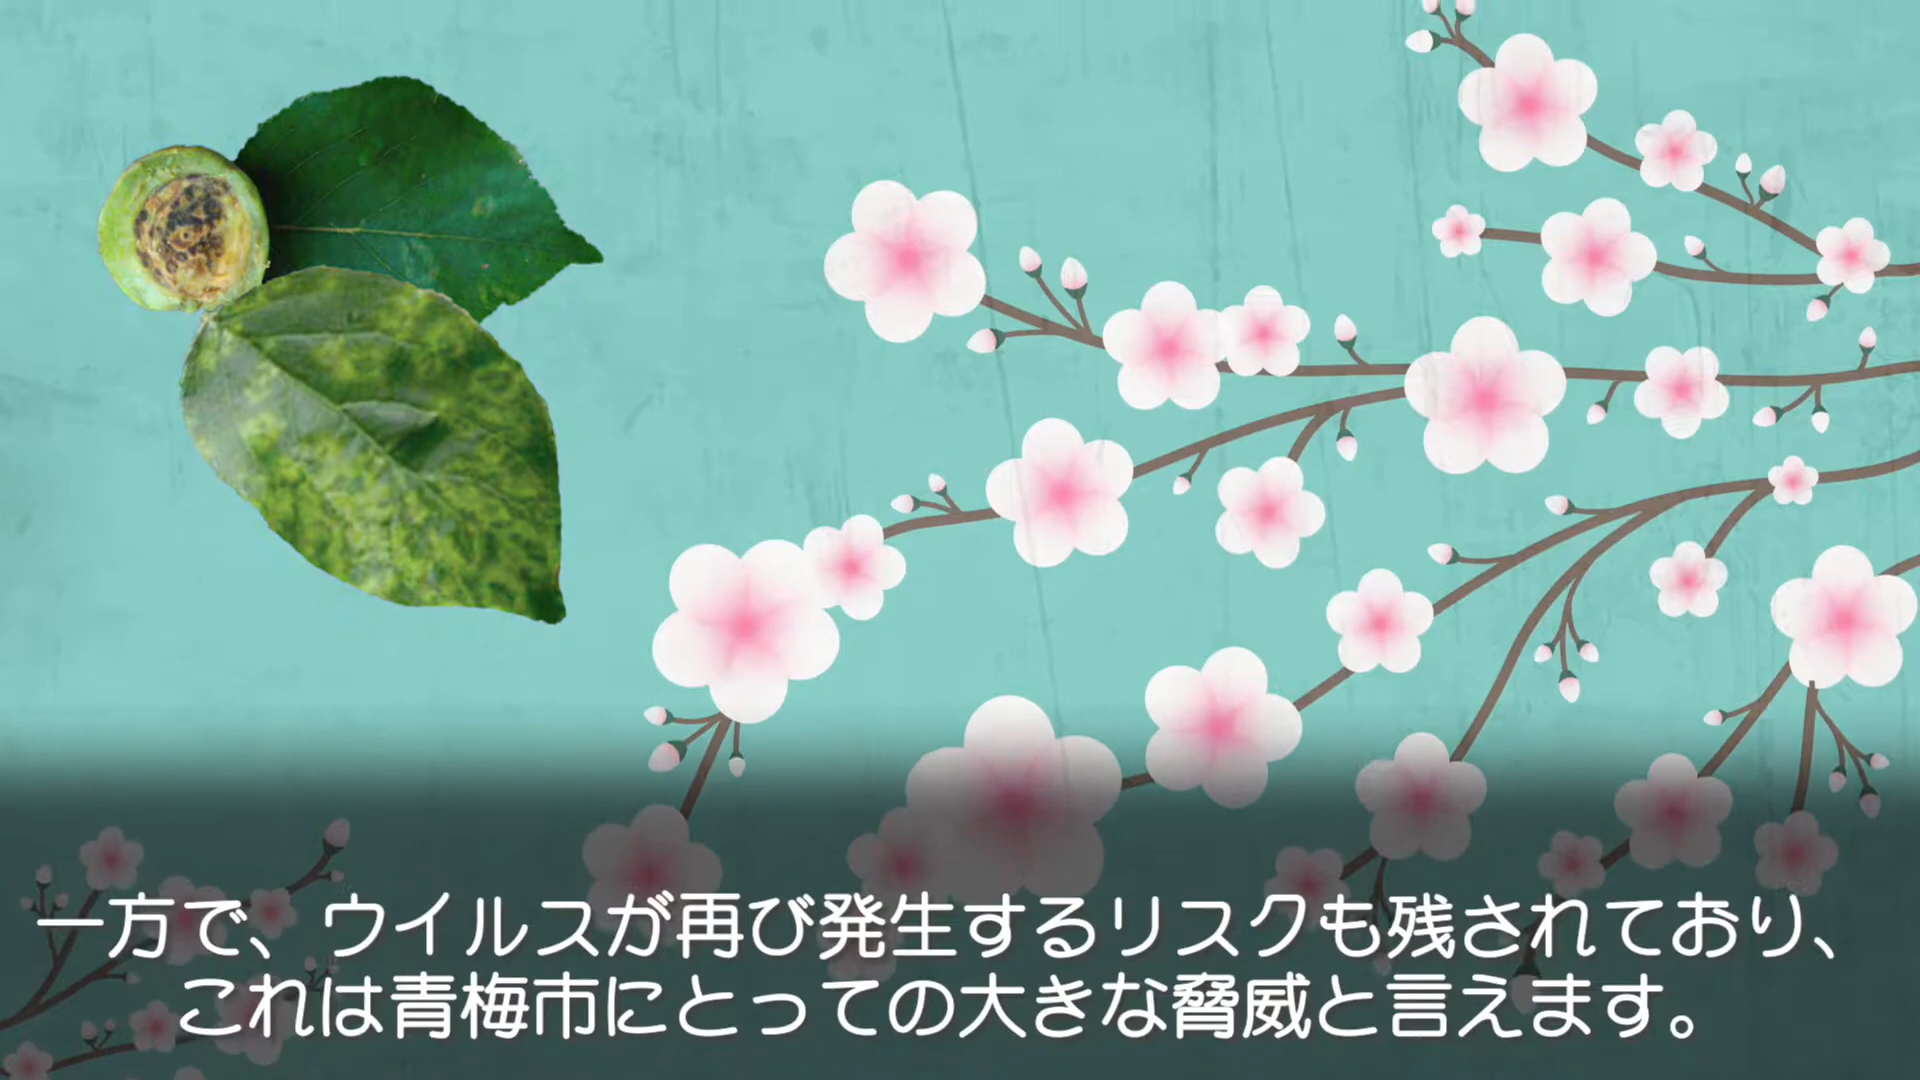 一方で、ウイルスが再び発生するリスクも残されており、
これは青梅市にとっての大きな脅威と言えます。